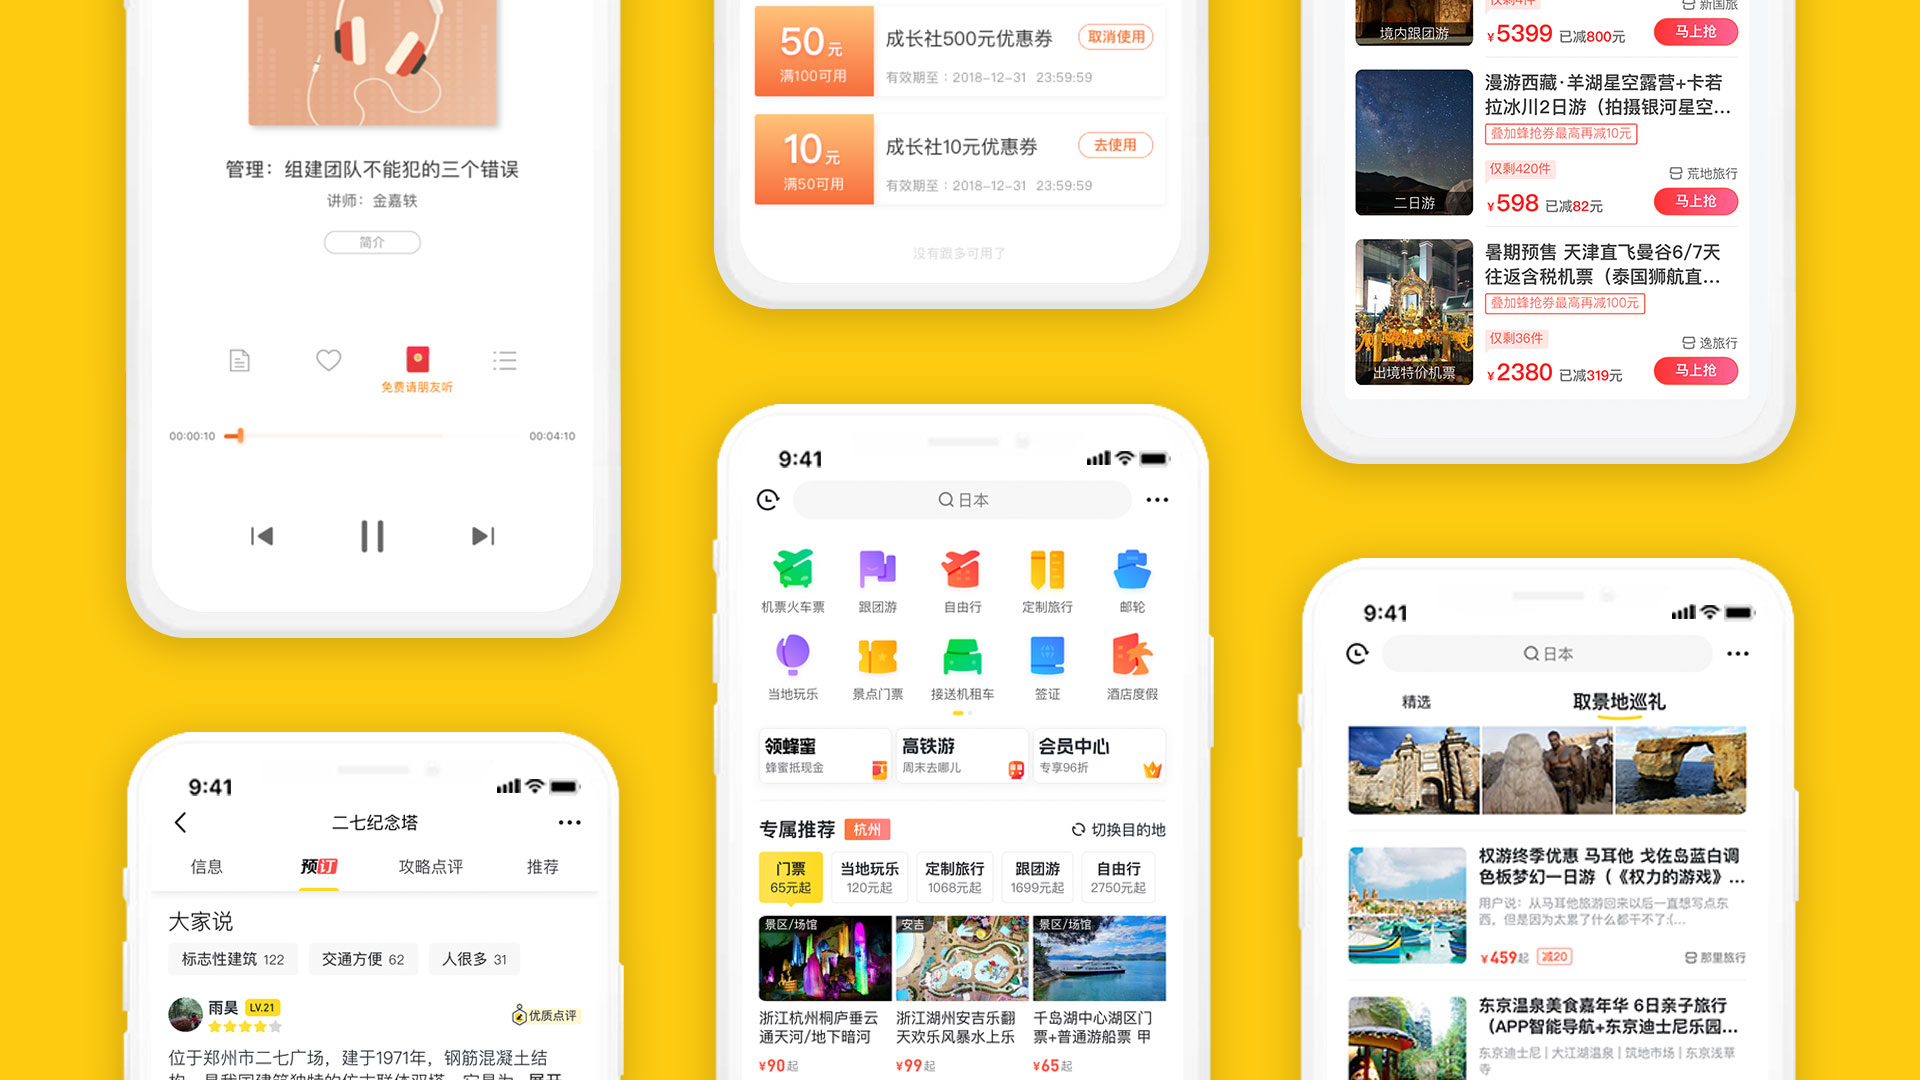 管理：组建团队不能犯的三个错误
讲师：金嘉轶
简介
免费请朋友听
00:00:10
00:04:10
9:41
二七纪念塔
信息
预订
攻略点评
推荐
大家说
标志性建筑 122
交通方便 62
人很多 31
雨昊 LV.21
优质点评
位于郑州市二七广场，建于1971年，钢筋混凝土结
50元
满100可用
成长社500元优惠券
取消使用
有效期至：2018-12-31 23:59:59
10元
满50可用
成长社10元优惠券
去使用
有效期至：2018-12-31 23:59:59
没有跟多可用了
9:41
日本
机票火车票
跟团游
自由行
定制旅行
邮轮
当地玩乐
景点门票
接送机租车
签证
酒店度假
领蜂蜜
蜂蜜抵现金
高铁游
周末去哪儿
会员中心
专享96折
专属推荐 杭州
切换目的地
门票
65元起
当地玩乐
120元起
定制旅行
1068元起
跟团游
1699元起
自由行
2750元起
景区/场馆
浙江杭州桐庐垂云
通天河/地下暗河
¥90起
安吉
浙江湖州安吉乐翻
天欢乐风暴水上乐
¥99起
景区/场馆
千岛湖中心湖区门
票+普通游船票 甲
¥65起
仅剩4件
新国旅
境内跟团游
¥5399 已减800元
马上抢
漫游西藏·羊湖星空露营+卡若
拉冰川2日游（拍摄银河星空...
叠加蜂抢券最高再减10元
仅剩420件
荒地旅行
二日游
¥598 已减82元
马上抢
暑期预售 天津直飞曼谷6/7天
往返含税机票（泰国狮航直...
叠加蜂抢券最高再减100元
仅剩36件
逸旅行
出境特价机票
¥2380 已减319元
马上抢
9:41
日本
精选
取景地巡礼
权游终季优惠 马耳他 戈佐岛蓝白调
色板梦幻一日游（《权力的游戏》...
用户说：从马耳他旅游回来以后一直想写点东
西，但是因为太累了什么都干不了:(...
¥459起 减20
那里旅行
东京温泉美食嘉年华 6日亲子旅行
（APP智能导航+东京迪士尼乐园...
东京迪士尼 | 大江湖温泉 | 筑地市场 | 东京浅草
寺